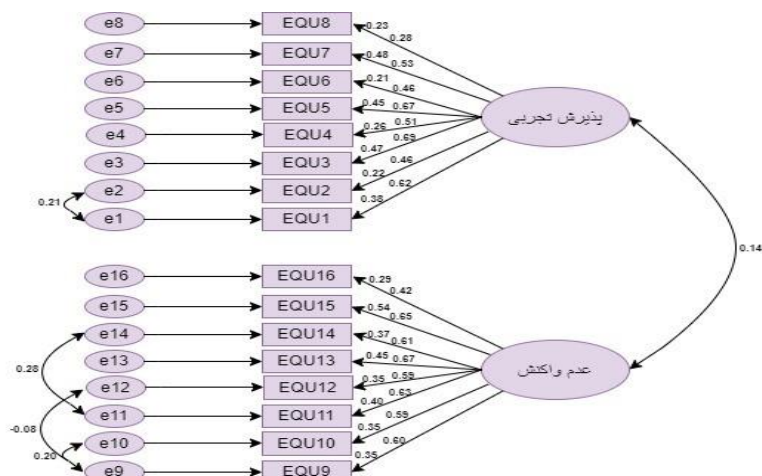 e8 EQU8 0.23 0.28
e7 EQU7 0.48 0.53
e6 EQU6 0.21 0.46
e5 EQU5 0.45 0.67
پذیرش تجربی
e4 EQU4 0.26 0.51
e3 EQU3 0.47 0.69
e2 EQU2 0.22 0.46
0.21
e1 EQU1 0.38 0.62
0.14
e16 EQU16 0.29 0.42
e15 EQU15 0.54 0.65
e14 EQU14 0.37 0.61
e13 EQU13 0.45 0.67
0.28
عدم واکنش
e12 EQU12 0.35 0.59
e11 EQU11 0.40 0.63
-0.08
e10 EQU10 0.35 0.59
0.20
e9 EQU9 0.35 0.60